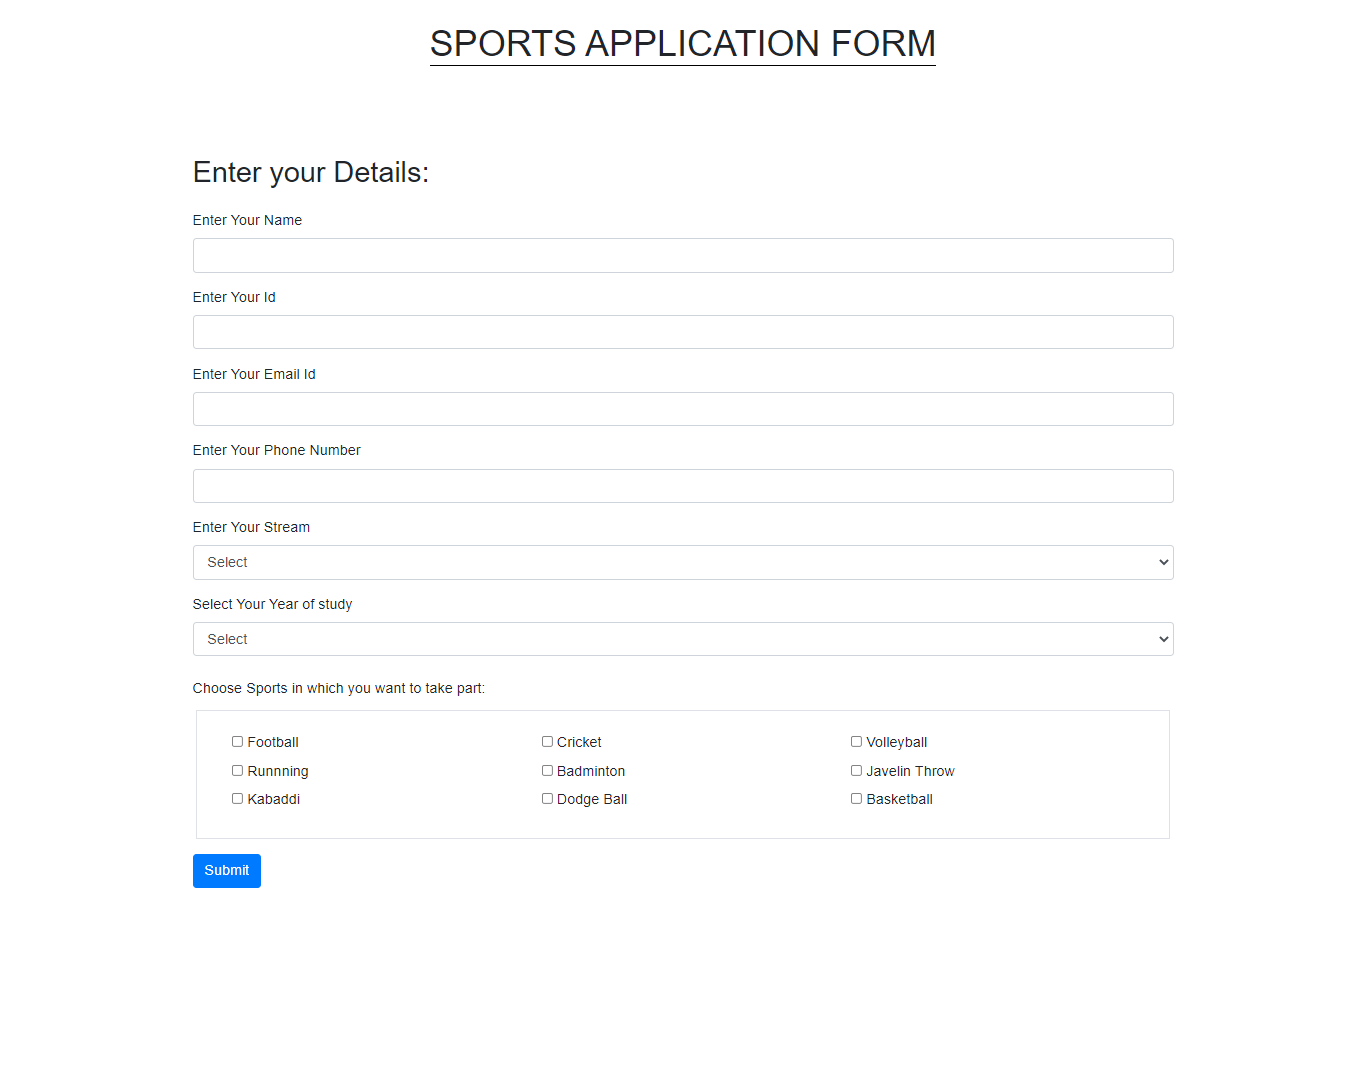 SPORTS APPLICATION FORM
Enter your Details:
Enter Your Name
Enter Your Id
Enter Your Email Id
Enter Your Phone Number
Enter Your Stream
Select
Select Your Year of study
Select
Choose Sports in which you want to take part:
Football Cricket Volleyball
Runnning Badminton Javelin Throw
Kabaddi Dodge Ball Basketball
Submit